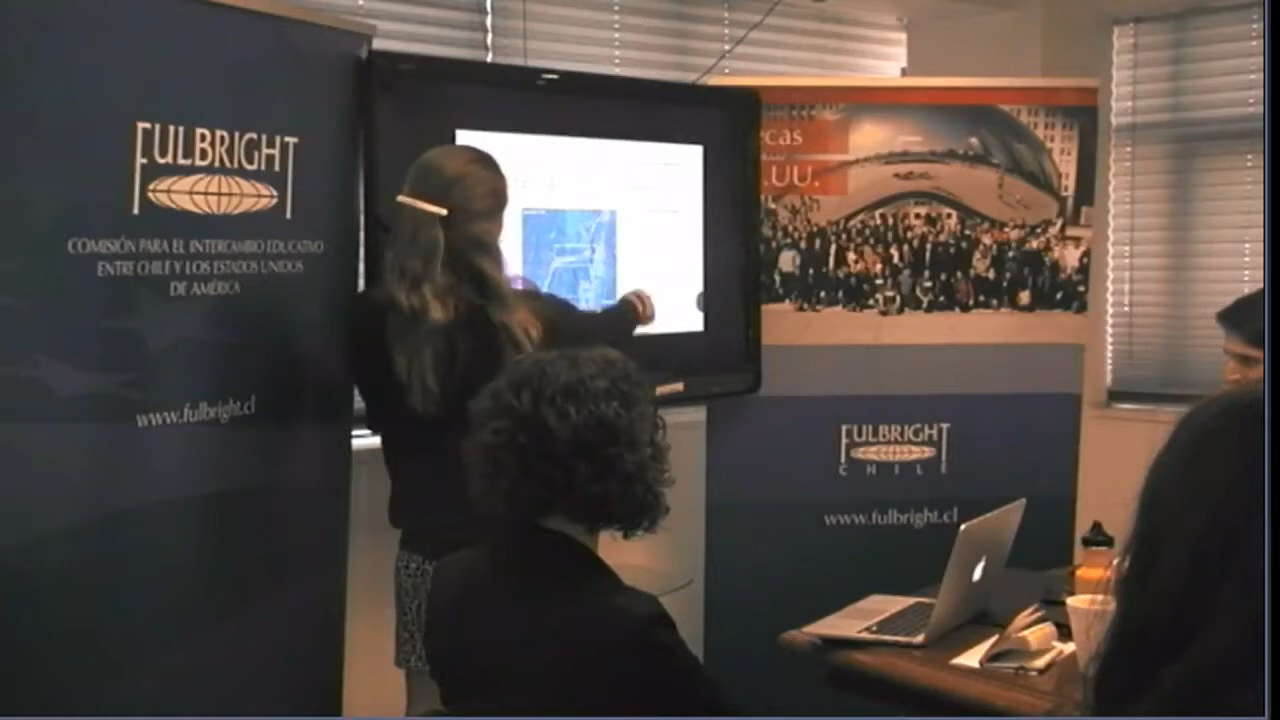 FULBRIGHT
COMISIÓN PARA EL INTERCAMBIO EDUCATIVO
ENTRE CHILE Y LOS ESTADOS UNIDOS
DE AMÉRICA
www.fulbright.cl
ecas
.UU.
FULBRIGHT
CHILE
www.fulbright.cl